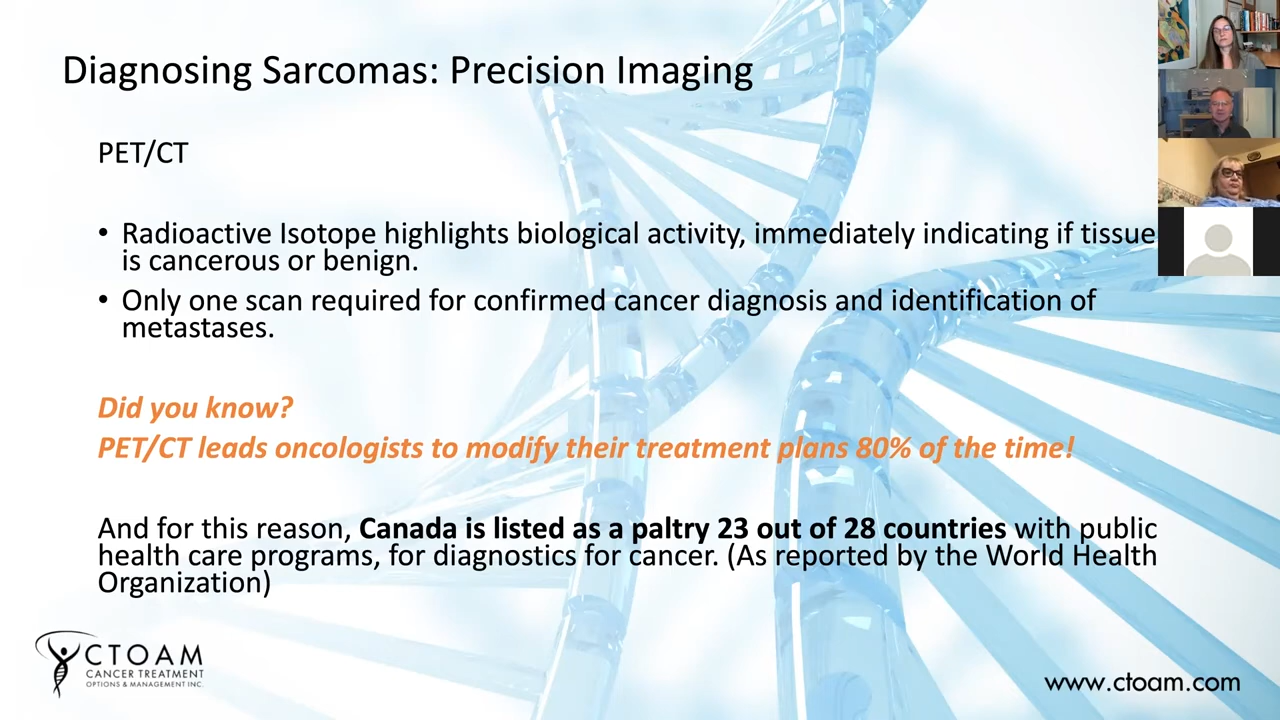 Diagnosing Sarcomas: Precision Imaging
PET/CT
• Radioactive Isotope highlights biological activity, immediately indicating if tissue
is cancerous or benign.
• Only one scan required for confirmed cancer diagnosis and identification of
metastases.
Did you know?
PET/CT leads oncologists to modify their treatment plans 80% of the time!
And for this reason, Canada is listed as a paltry 23 out of 28 countries with public
health care programs, for diagnostics for cancer. (As reported by the World Health
Organization)
CTOAM
CANCER TREATMENT
OPTIONS & MANAGEMENT INC.
www.ctoam.com